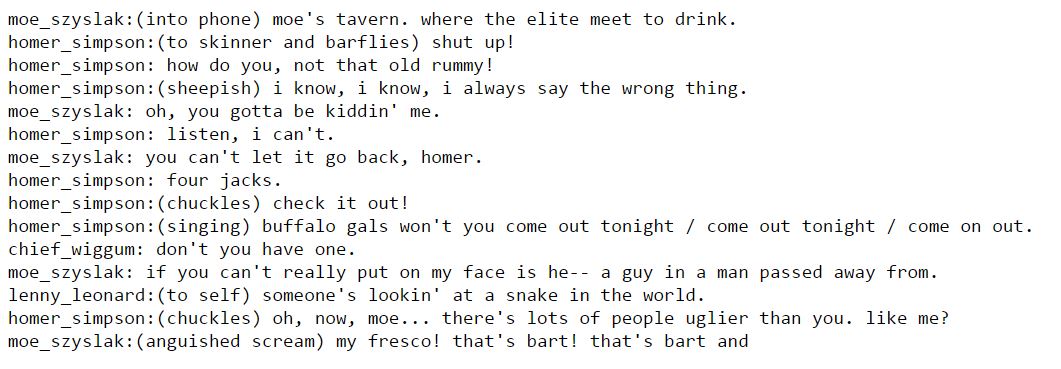 moe_szyslak:(into phone) moe's tavern. where the elite meet to drink.
homer_simpson:(to skinner and barflies) shut up!
homer_simpson: how do you, not that old rummy!
homer_simpson:(sheepish) i know, i know, i always say the wrong thing.
moe_szyslak: oh, you gotta be kiddin' me.
homer_simpson: listen, i can't.
moe_szyslak: you can't let it go back, homer.
homer_simpson: four jacks.
homer_simpson:(chuckles) check it out!
homer_simpson:(singing) buffalo gals won't you come out tonight / come out tonight / come on out.
chief_wiggum: don't you have one.
moe_szyslak: if you can't really put on my face is he-- a guy in a man passed away from.
lenny_leonard:(to self) someone's lookin' at a snake in the world.
homer_simpson:(chuckles) oh, now, moe... there's lots of people uglier than you. like me?
moe_szyslak:(anguished scream) my fresco! that's bart! that's bart and